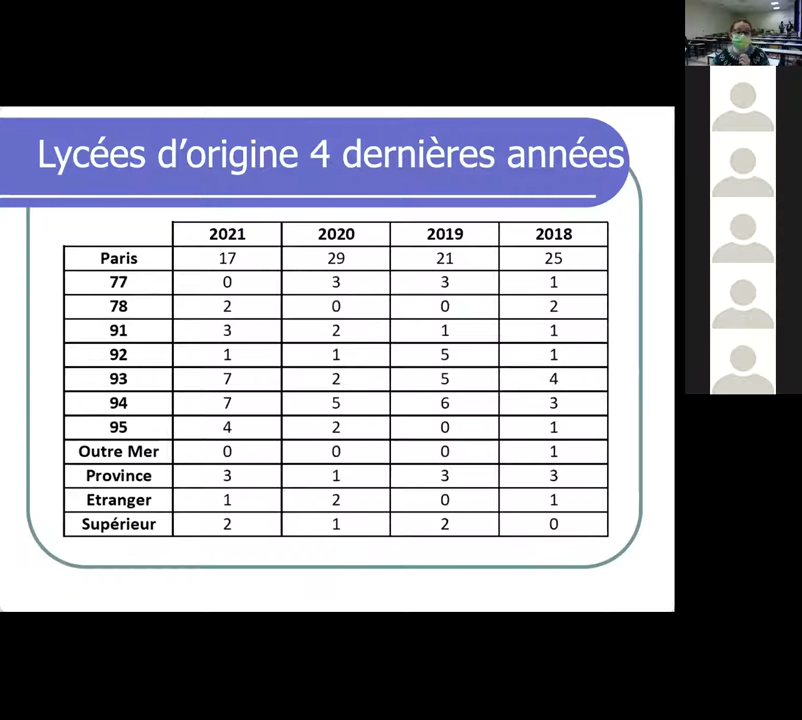 Lycées d’origine 4 dernières années
2021 2020 2019 2018
Paris 17 29 21 25
77 0 3 3 1
78 2 0 0 2
91 3 2 1 1
92 1 1 5 1
93 7 2 5 4
94 7 5 6 3
95 4 2 0 1
Outre Mer 0 0 0 1
Province 3 1 3 3
Etranger 1 2 0 1
Supérieur 2 1 2 0